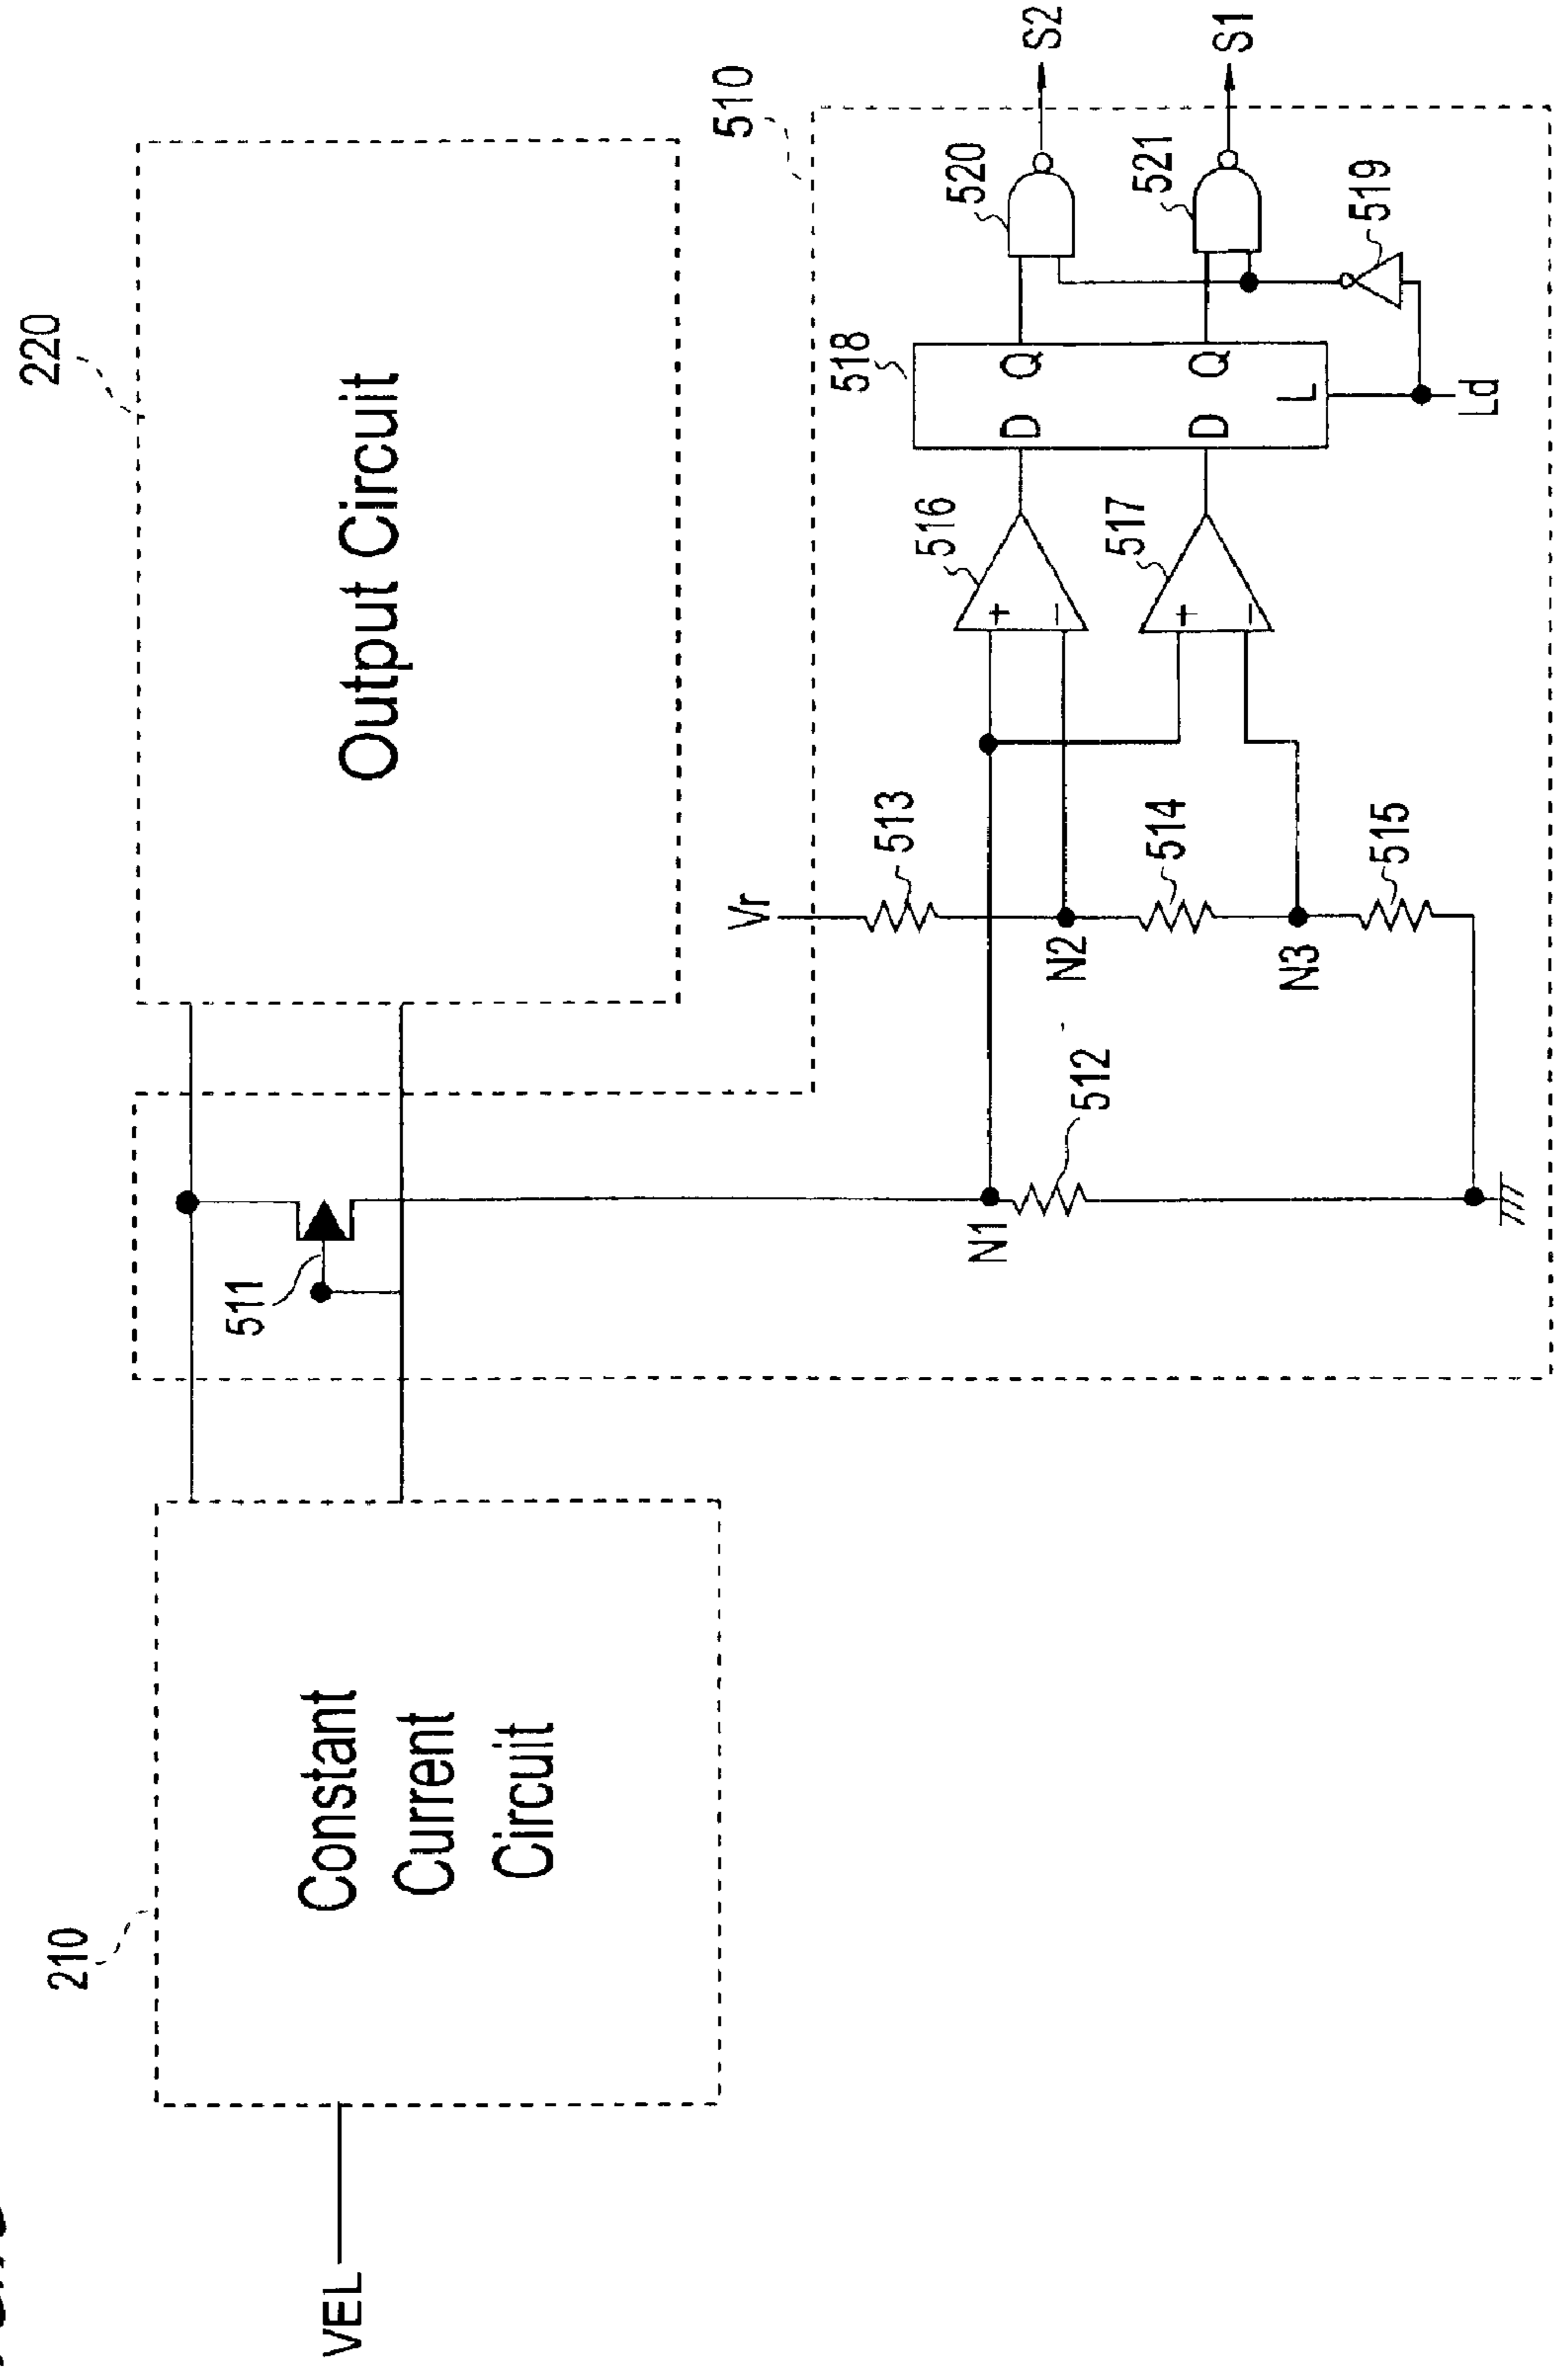 220
Output Circuit
510
210
Constant
Current
Circuit
VEL
511
Vr
513
N1
512
N2
514
N3
515
516
+
−
517
+
−
518
D Q
D Q
L
Ld
519
520
521
S2
S1